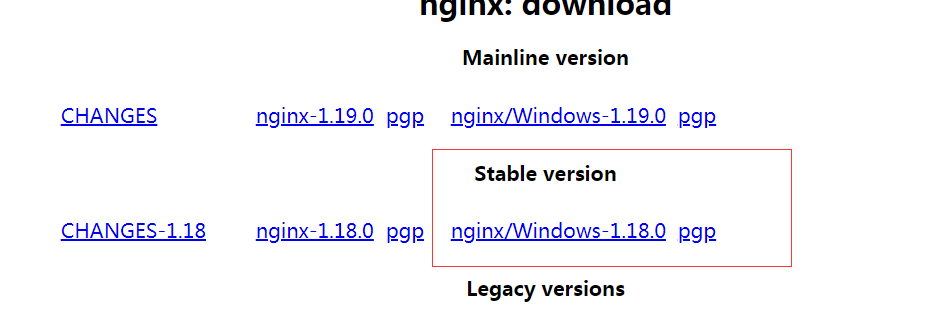 nginx: download
Mainline version
CHANGES nginx-1.19.0 pgp nginx/Windows-1.19.0 pgp
Stable version
CHANGES-1.18 nginx-1.18.0 pgp nginx/Windows-1.18.0 pgp
Legacy versions